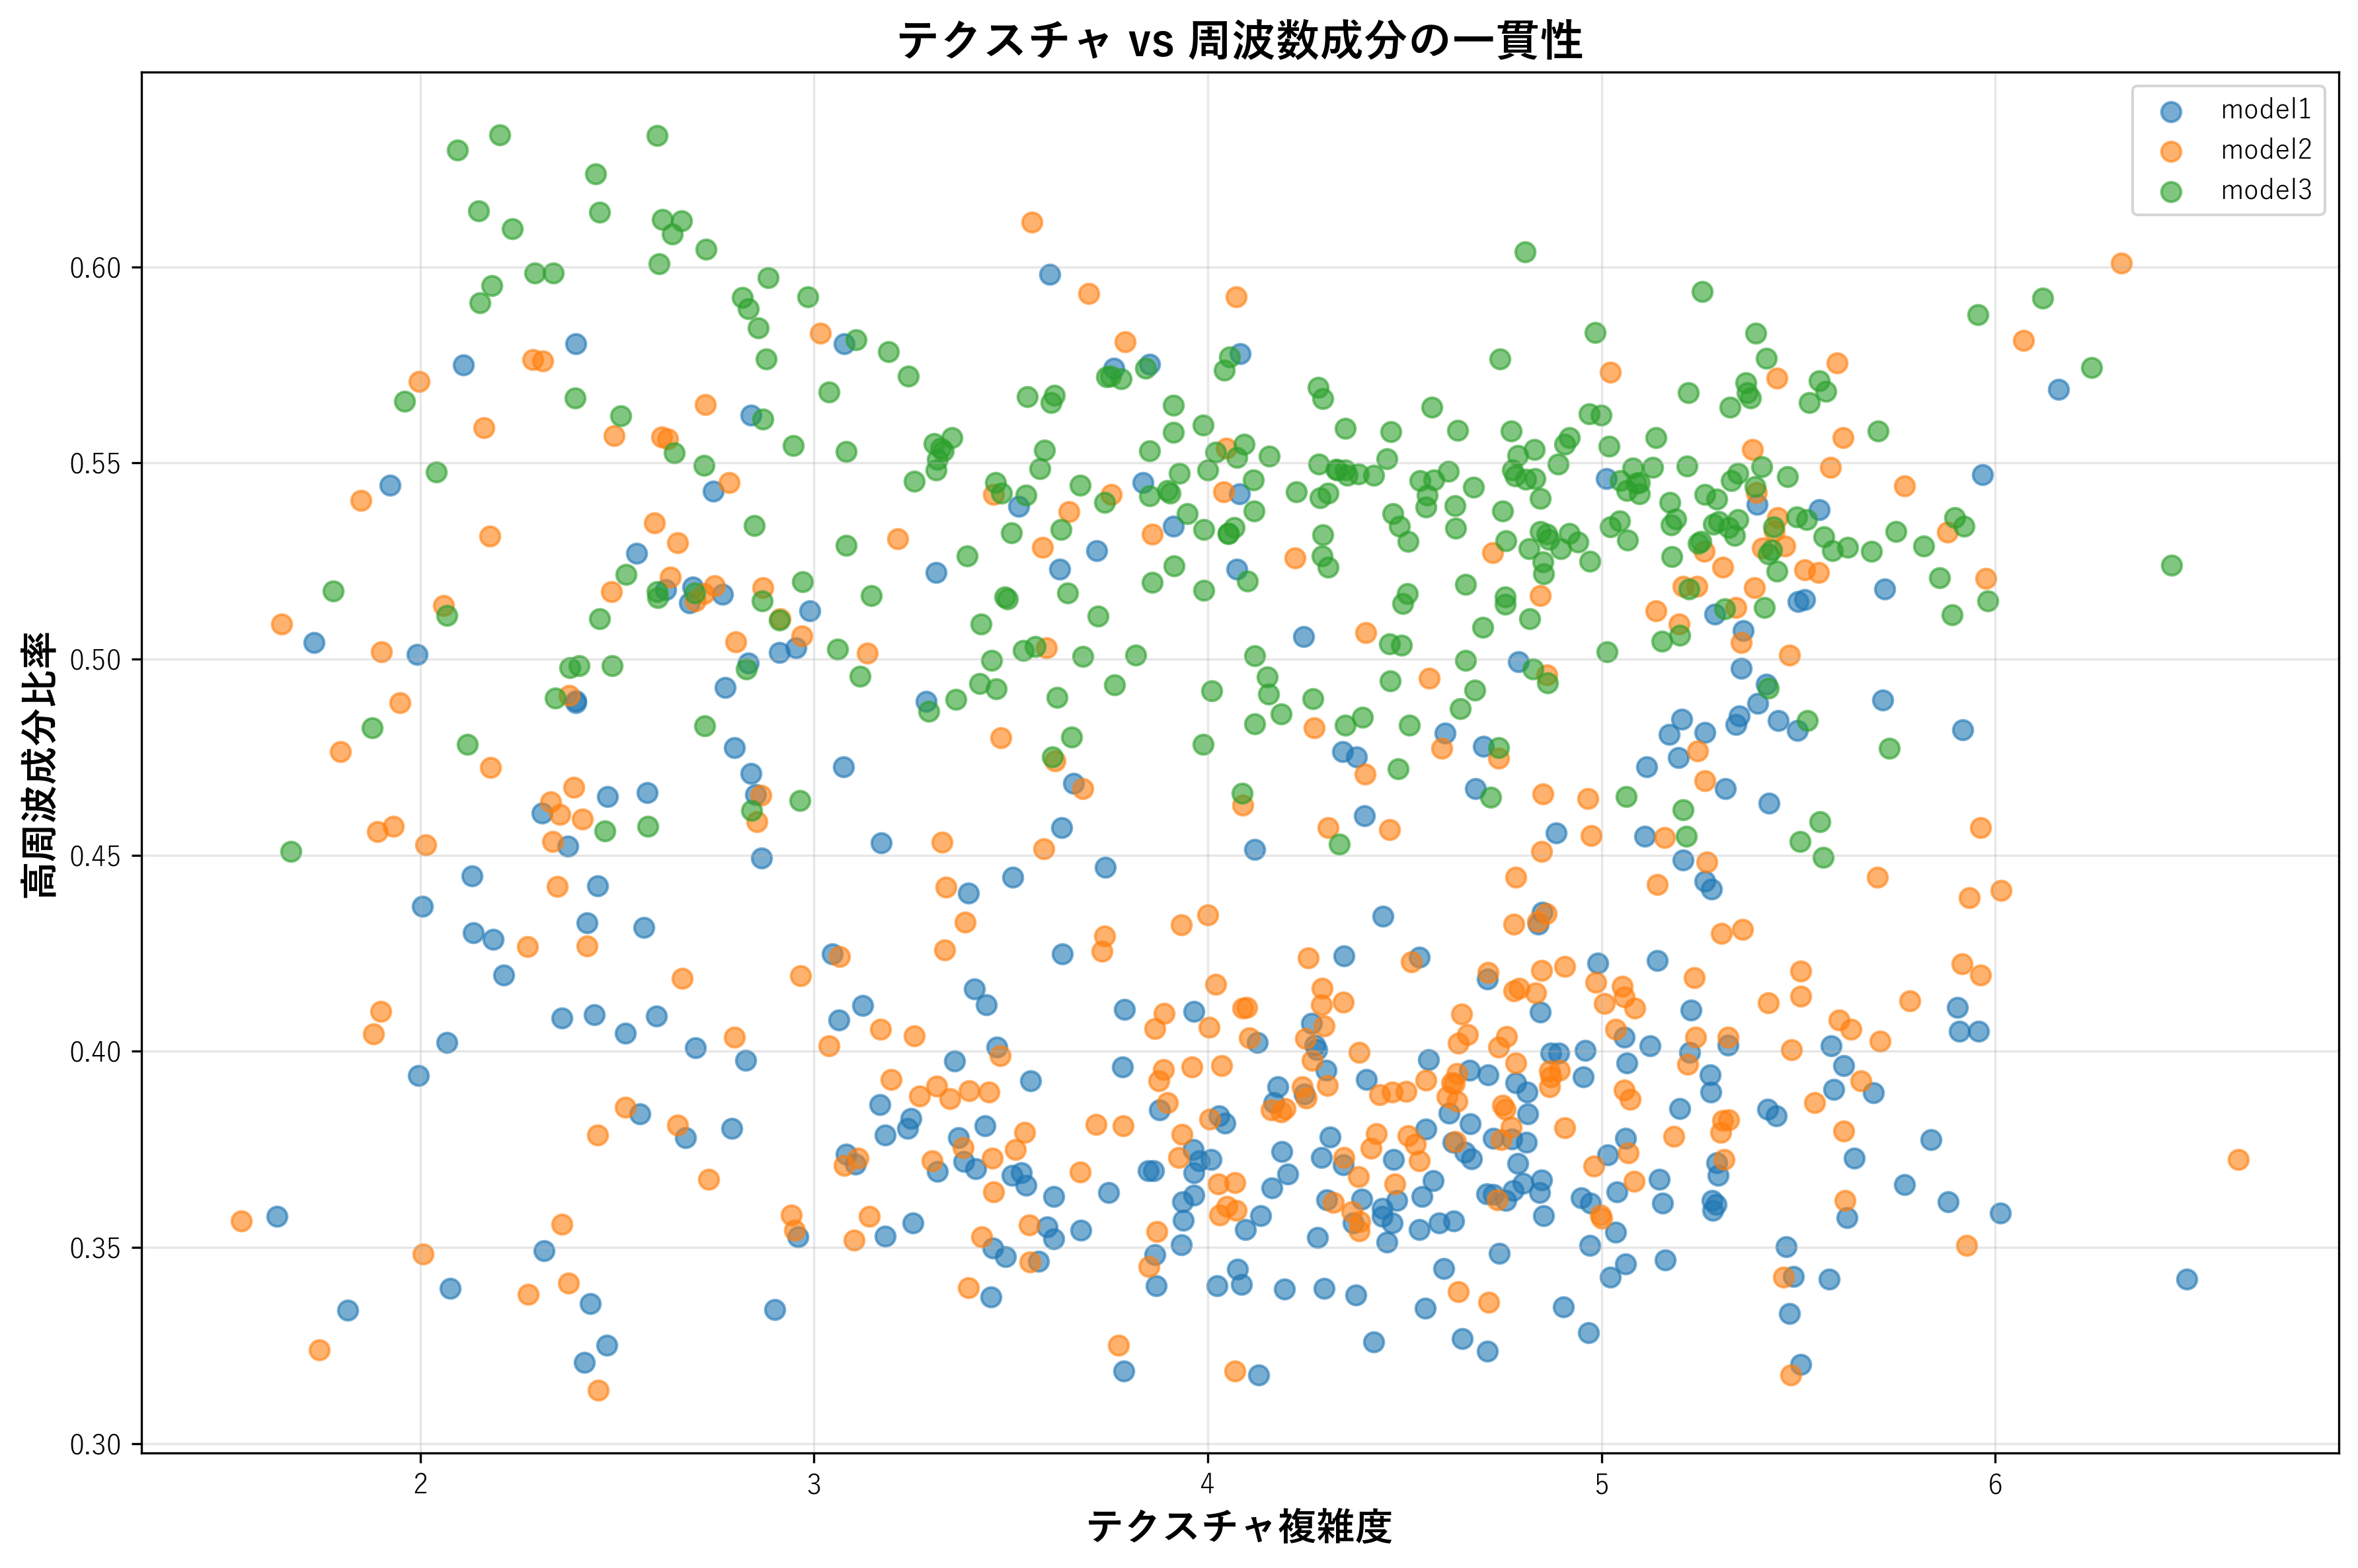 テクスチャ vs 周波数成分の一貫性
model1
model2
model3
高周波成分比率
0.60
0.55
0.50
0.45
0.40
0.35
0.30
2 3 4 5 6
テクスチャ複雑度